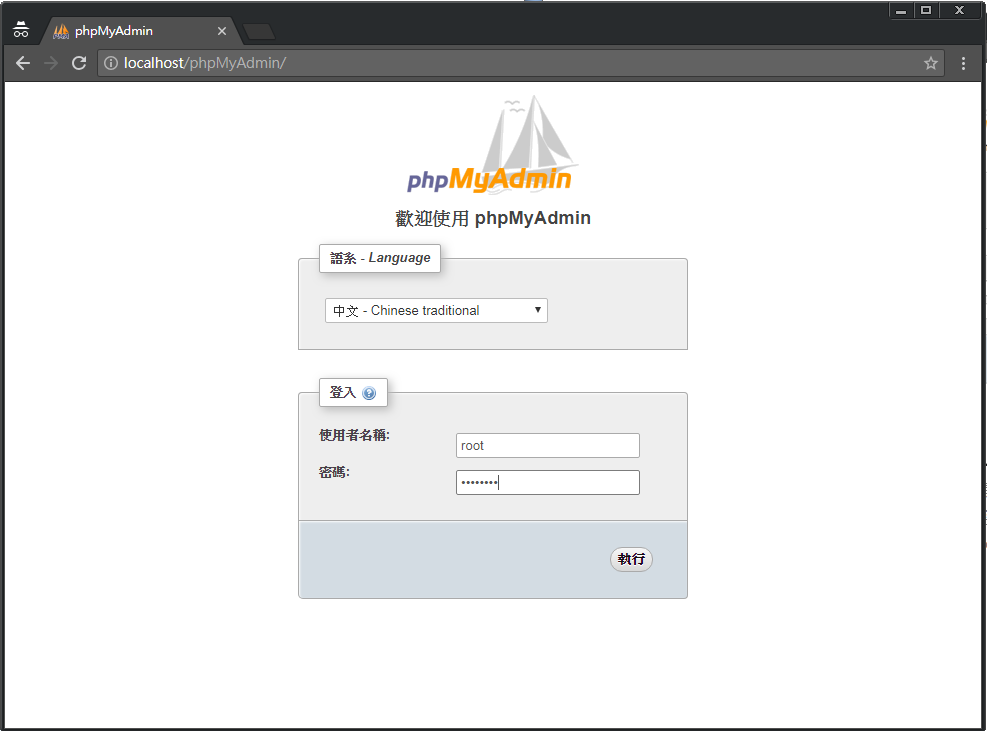 phpMyAdmin
localhost/phpMyAdmin/
phpMyAdmin
歡迎使用 phpMyAdmin
語系 - Language
中文 - Chinese traditional
登入
使用者名稱:
root
密碼:
••••••••
執行